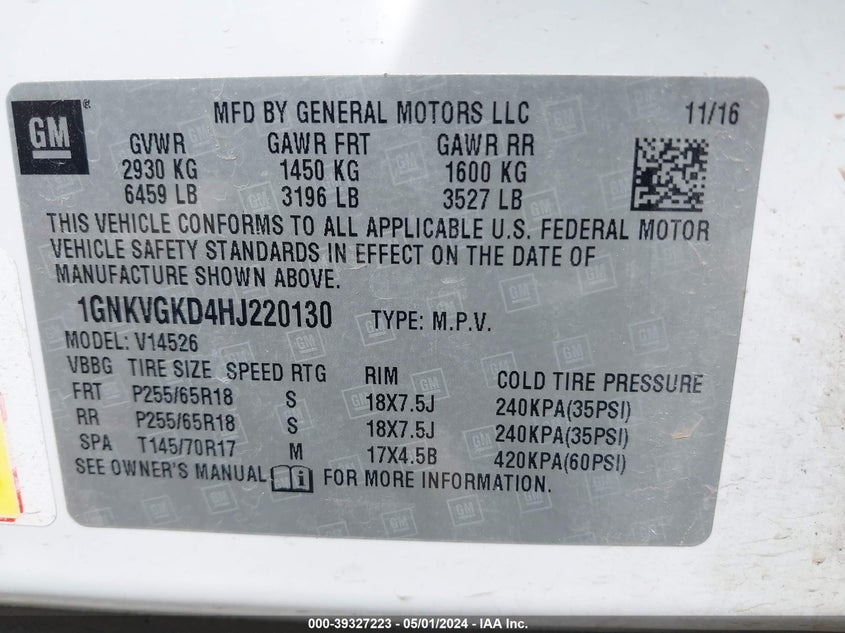 GM ®
MFD BY GENERAL MOTORS LLC 11/16
GVWR GAWR FRT GAWR RR
2930 KG 1450 KG 1600 KG
6459 LB 3196 LB 3527 LB
THIS VEHICLE CONFORMS TO ALL APPLICABLE U.S. FEDERAL MOTOR
VEHICLE SAFETY STANDARDS IN EFFECT ON THE DATE OF
MANUFACTURE SHOWN ABOVE.
1GNKVGKD4HJ220130 TYPE: M.P.V.
MODEL: V14526
VBBG TIRE SIZE SPEED RTG RIM COLD TIRE PRESSURE
FRT P255/65R18 S 18X7.5J 240KPA(35PSI)
RR P255/65R18 S 18X7.5J 240KPA(35PSI)
SPA T145/70R17 M 17X4.5B 420KPA(60PSI)
SEE OWNER'S MANUAL i FOR MORE INFORMATION.
000-39327223 - 05/01/2024 - IAA Inc.